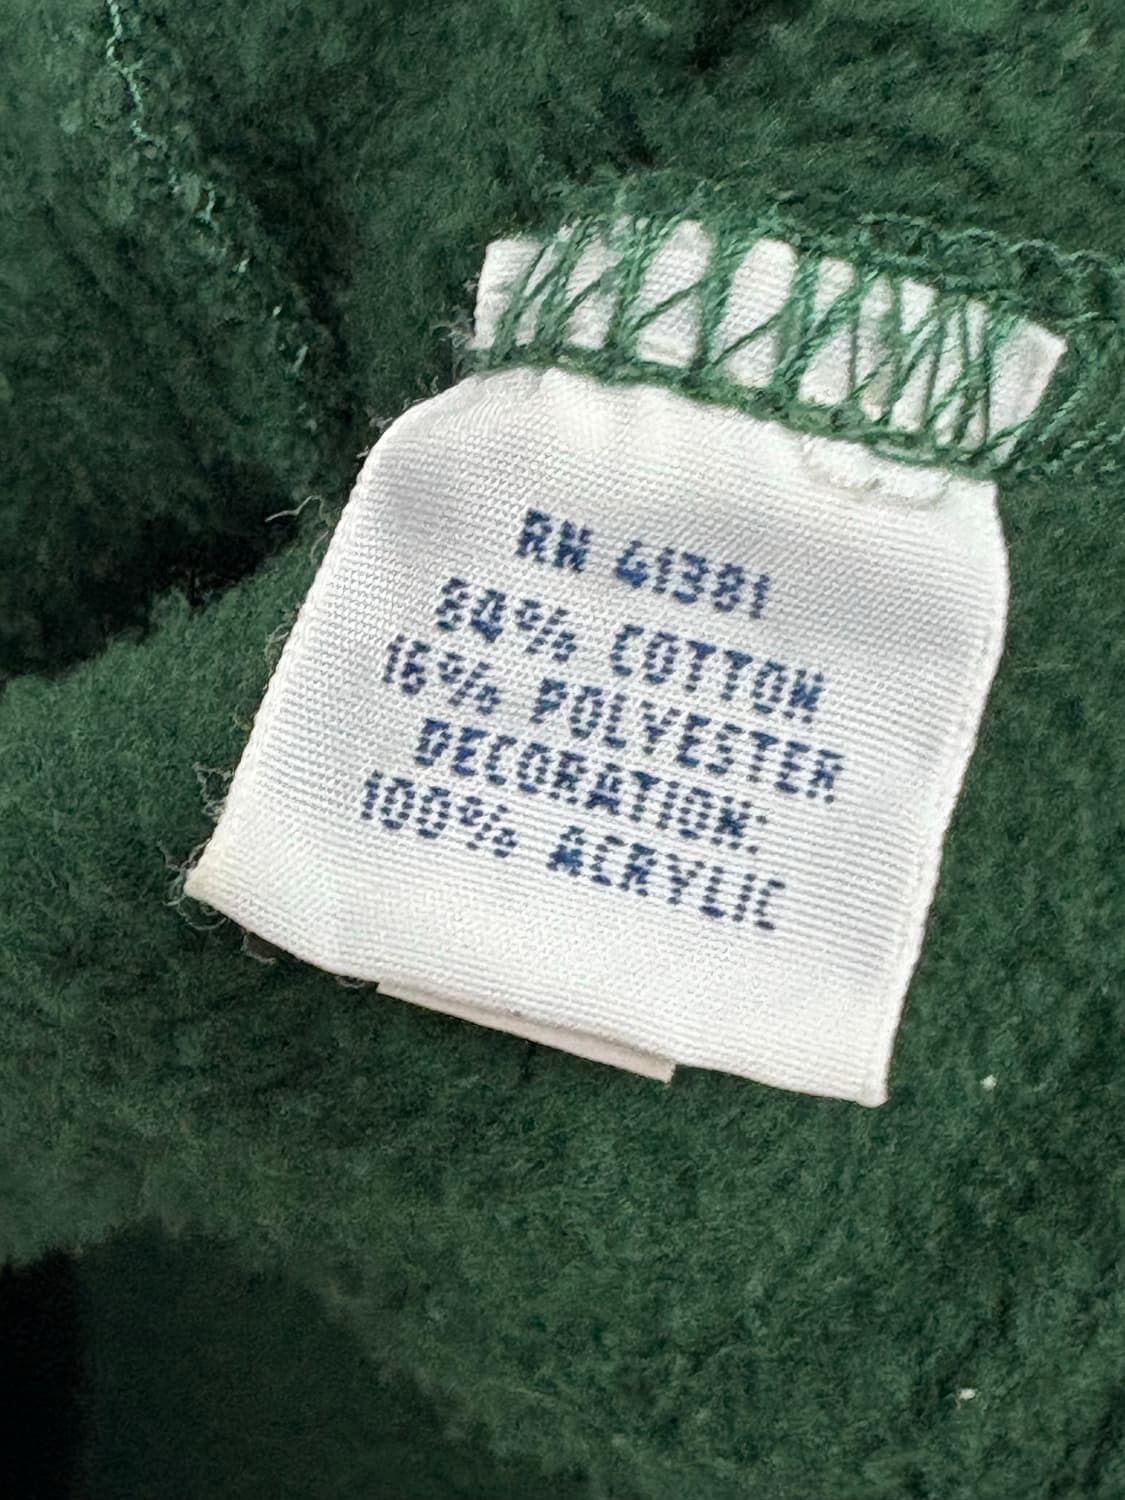 RN 41381
84% COTTON
16% POLYESTER
DECORATION:
100% ACRYLIC